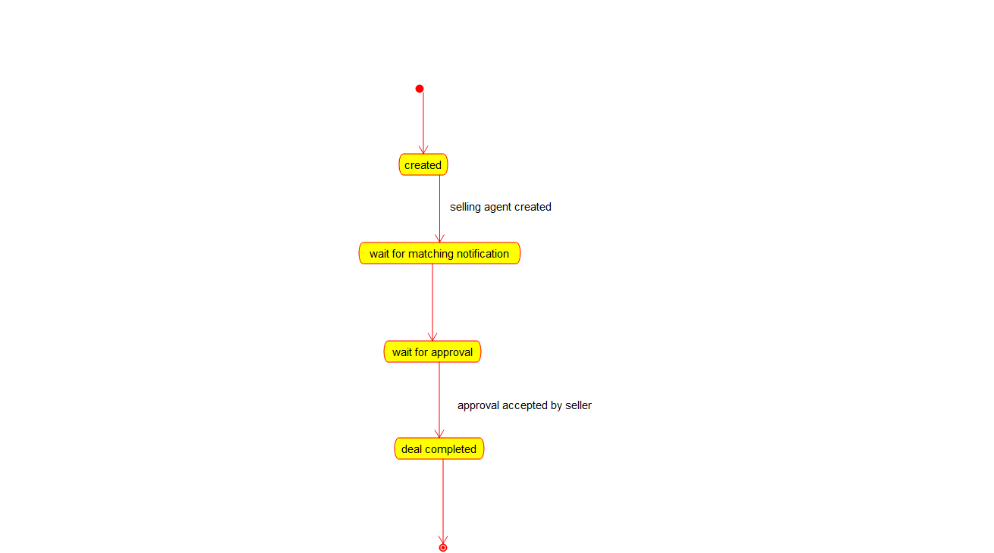 created
selling agent created
wait for matching notification
wait for approval
approval accepted by seller
deal completed